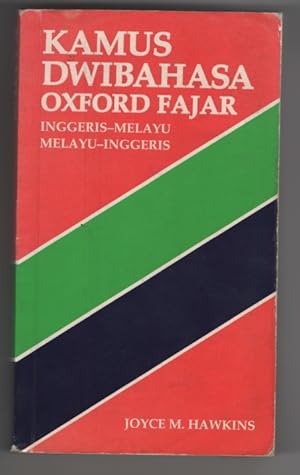 KAMUS
DWIBAHASA
OXFORD FAJAR
INGGERIS–MELAYU
MELAYU–INGGERIS
JOYCE M. HAWKINS